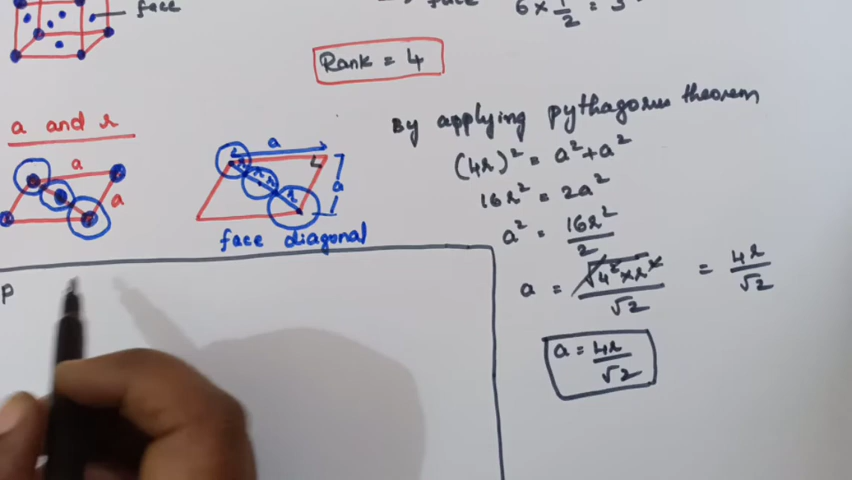 face
face
6 × 1/2 = 3
Rank = 4
a and r
a
a
a
r
r
r
r
a
face diagonal
By applying pythagorus theorem
(4r)² = a² + a²
16r² = 2a²
a² = 16r²/2
a = √4² × r²/√2 = 4r/√2
a = 4r/√2
P